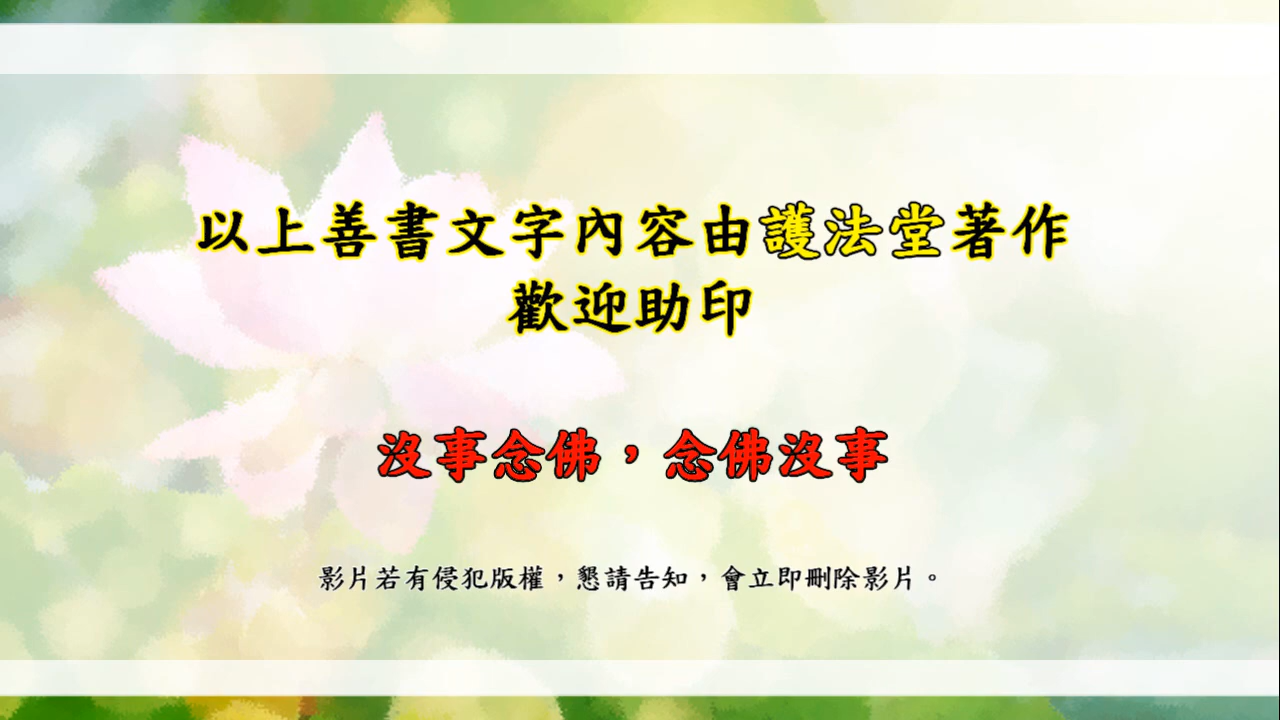 以上善書文字內容由護法堂著作
歡迎助印
沒事念佛，念佛沒事
影片若有侵犯版權，懇請告知，會立即刪除影片。